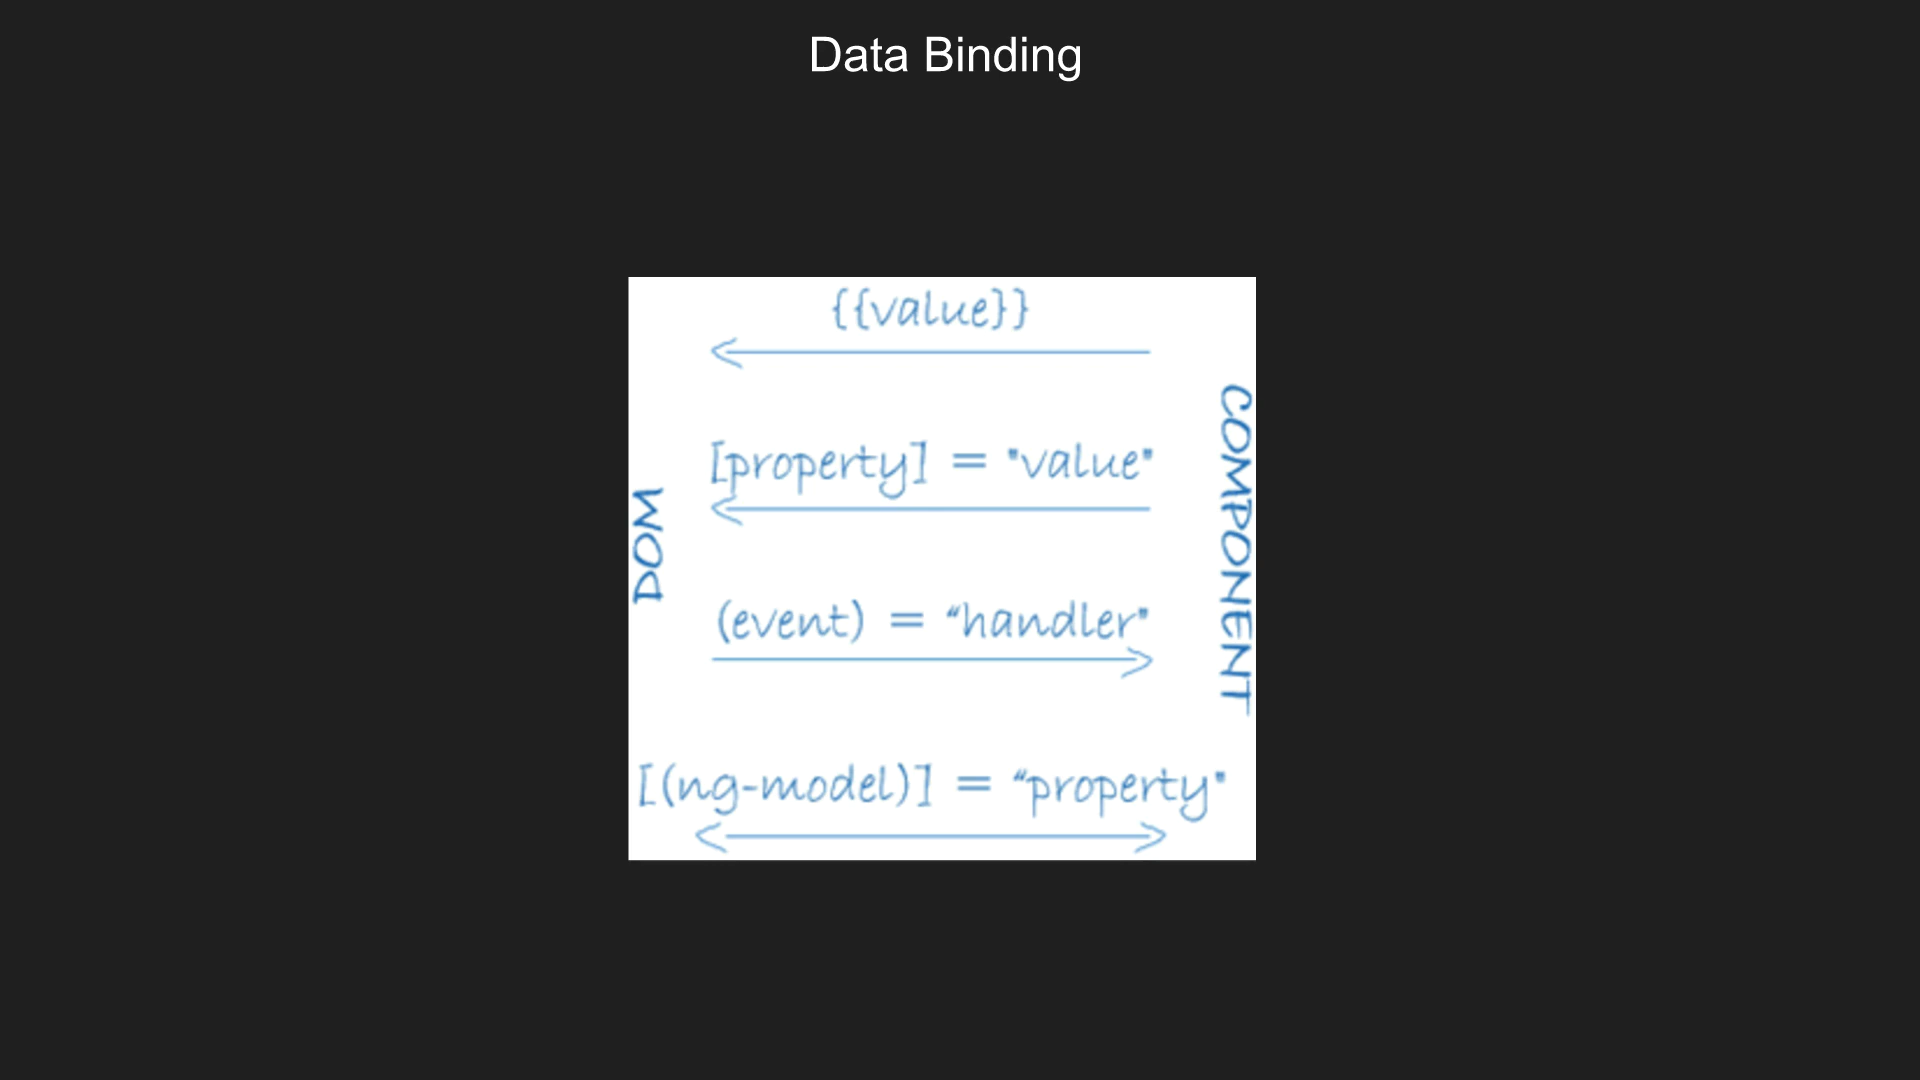 Data Binding
{{value}}
[property] = "value"
DOM
COMPONENT
(event) = “handler"
[(ng-model)] = “property"